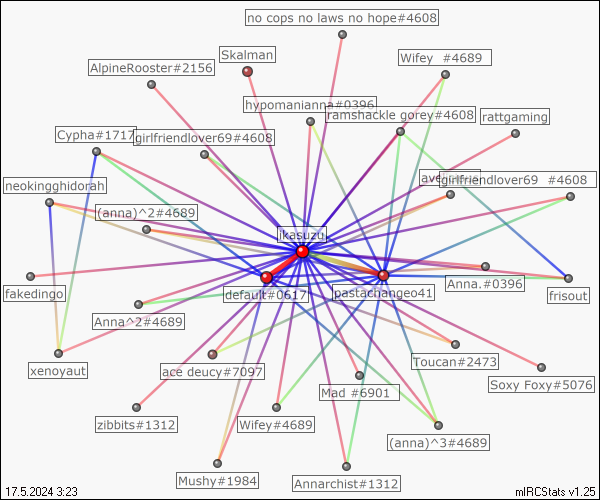 no cops no laws no hope#4608
Skalman
Wifey  #4689
AlpineRooster#2156
hypomanianna#0396
ramshackle gorey#4608
rattgaming
Cypha#1717
girlfriendlover69#4608
girlfriendlover69  #4608
neokingghidorah
(anna)^2#4689
jkasuzu
Anna.#0396
fakedingo
default#0617
pastachangeo41
frisout
Anna^2#4689
xenoyaut
ace deucy#7097
Toucan#2473
Soxy Foxy#5076
Mad #6901
zibbits#1312
Wifey#4689
(anna)^3#4689
Mushy#1984
Annarchist#1312
17.5.2024 3:23
mIRCStats v1.25